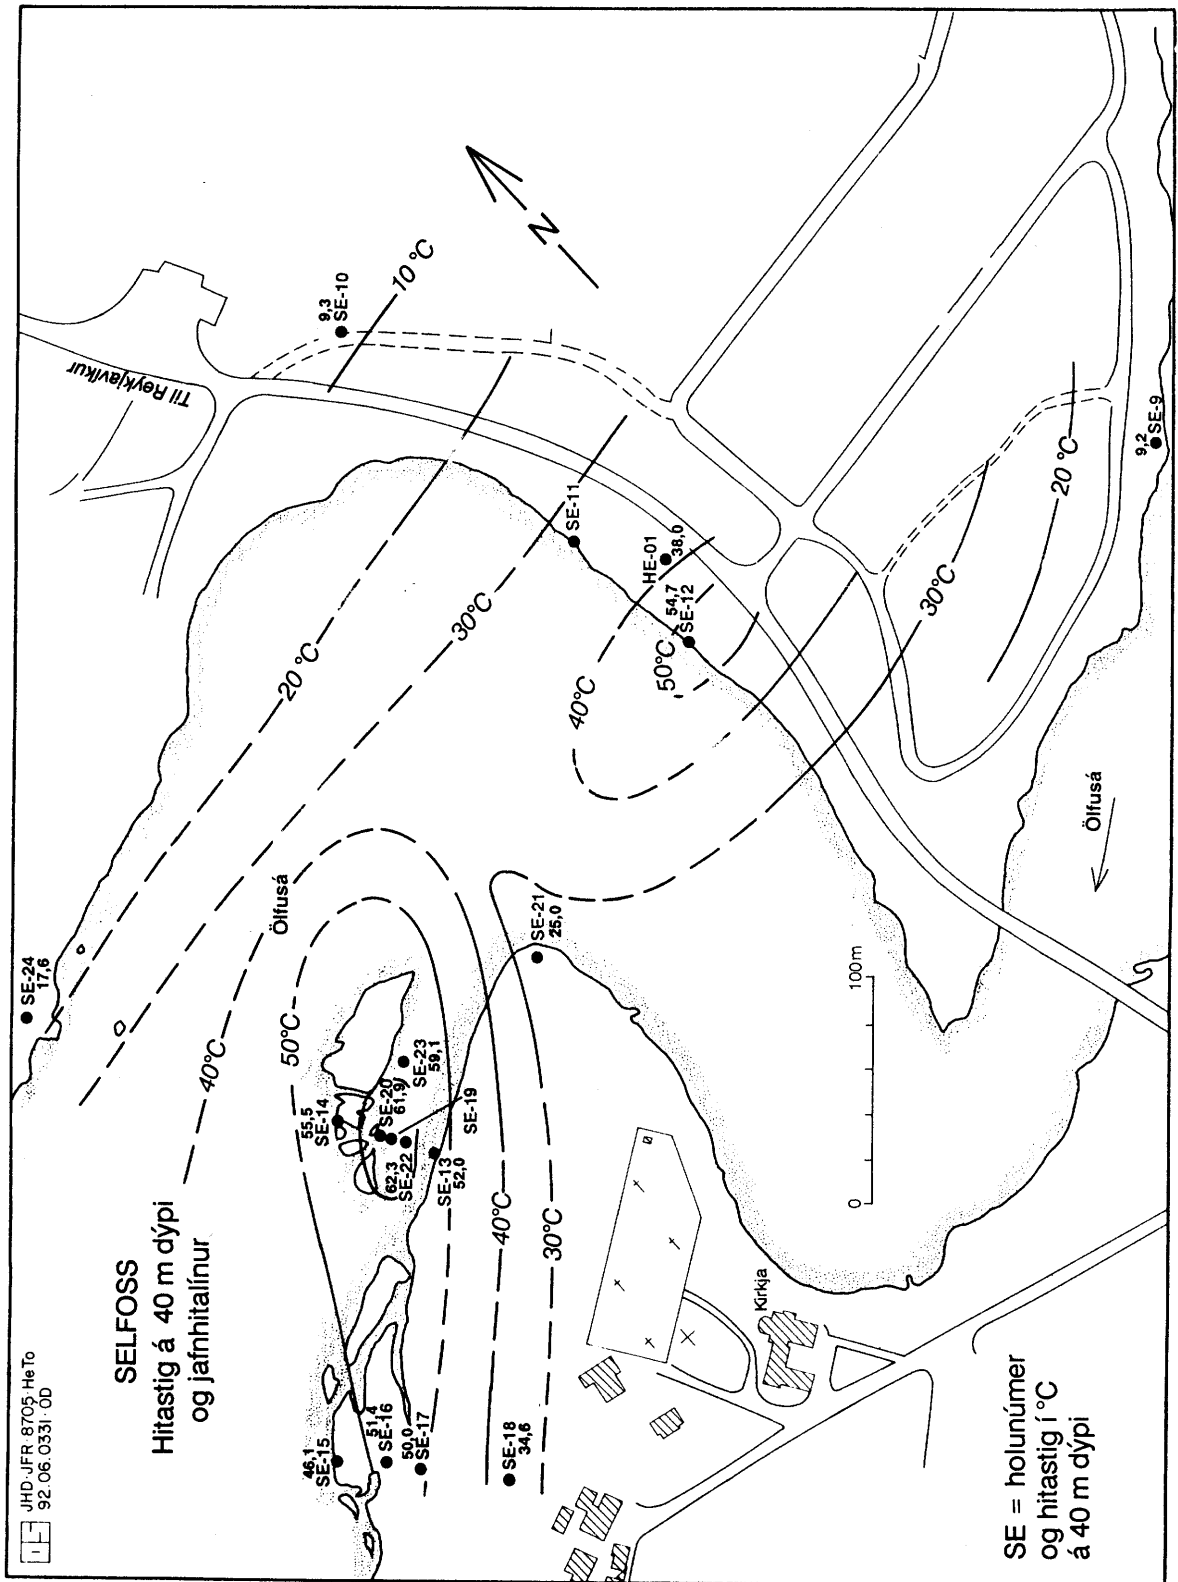 JHD·JFR·8705·HeTo
92.06.0331·OD
SELFOSS
Hitastig á 40 m dýpi
og jafnhitalínur
SE-24
17,6
Til Reykjavíkur
9,3
SE-10
10 °C
N
20 °C
30°C
40°C
50°C
Ölfusá
SE-11
HE-01
38,0
54,7
SE-12
50°C
40°C
30°C
20 °C
9,2
SE-9
Ölfusá
SE-21
25,0
55,5
SE-14
SE-20
61,9
SE-23
59,1
SE-19
62,3
SE-22
SE-13
52,0
46,1
SE-15
51,4
SE-16
50,0
SE-17
SE-18
34,6
40°C
30°C
Kirkja
0
100 m
SE = holunúmer
og hitastig í °C
á 40 m dýpi